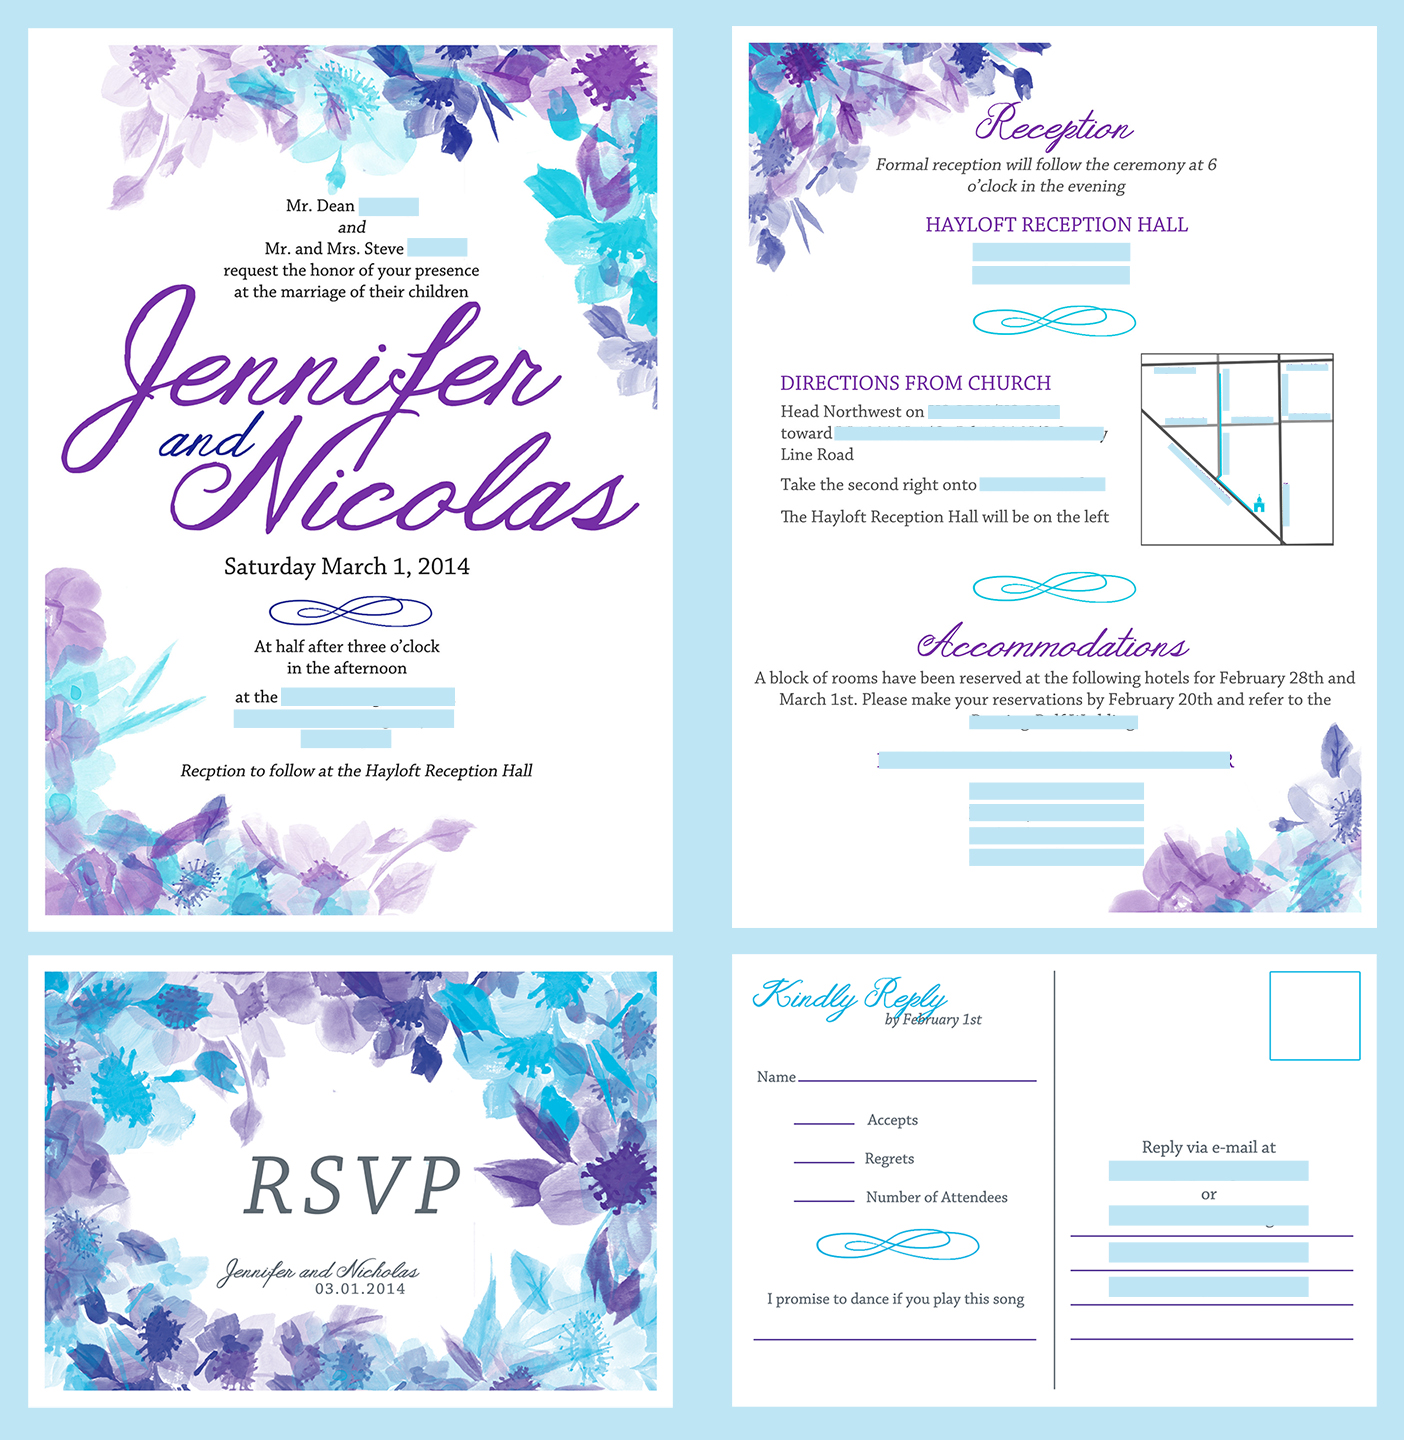 Mr. Dean
and
Mr. and Mrs. Steve
request the honor of your presence
at the marriage of their children
Jennifer
and
Nicolas
Saturday March 1, 2014
At half after three o'clock
in the afternoon
at the
Recption to follow at the Hayloft Reception Hall
Reception
Formal reception will follow the ceremony at 6
o'clock in the evening
HAYLOFT RECEPTION HALL
DIRECTIONS FROM CHURCH
Head Northwest on
toward
Line Road
Take the second right onto
The Hayloft Reception Hall will be on the left
Accommodations
A block of rooms have been reserved at the following hotels for February 28th and
March 1st. Please make your reservations by February 20th and refer to the
RSVP
Jennifer and Nicholas
03.01.2014
Kindly Reply
by February 1st
Name
Accepts
Regrets
Number of Attendees
I promise to dance if you play this song
Reply via e-mail at
or